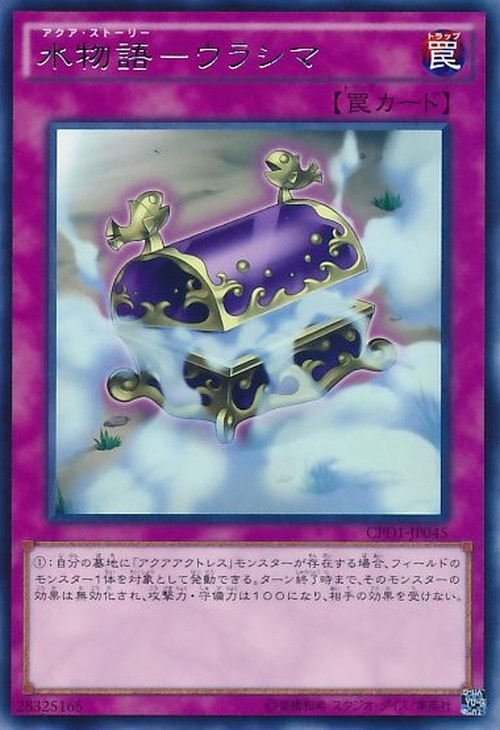 アクア・ストーリー
水物語－ウラシマ
トラップ
罠
【罠カード】
CPD1-JP045
①：自分の墓地に「アクアアクトレス」モンスターが存在する場合、フィールドの
モンスター1体を対象として発動できる。ターン終了時まで、そのモンスターの
効果は無効化され、攻撃力・守備力は１００になり、相手の効果を受けない。
28325165
©高橋和希 スタジオ・ダイス/集英社